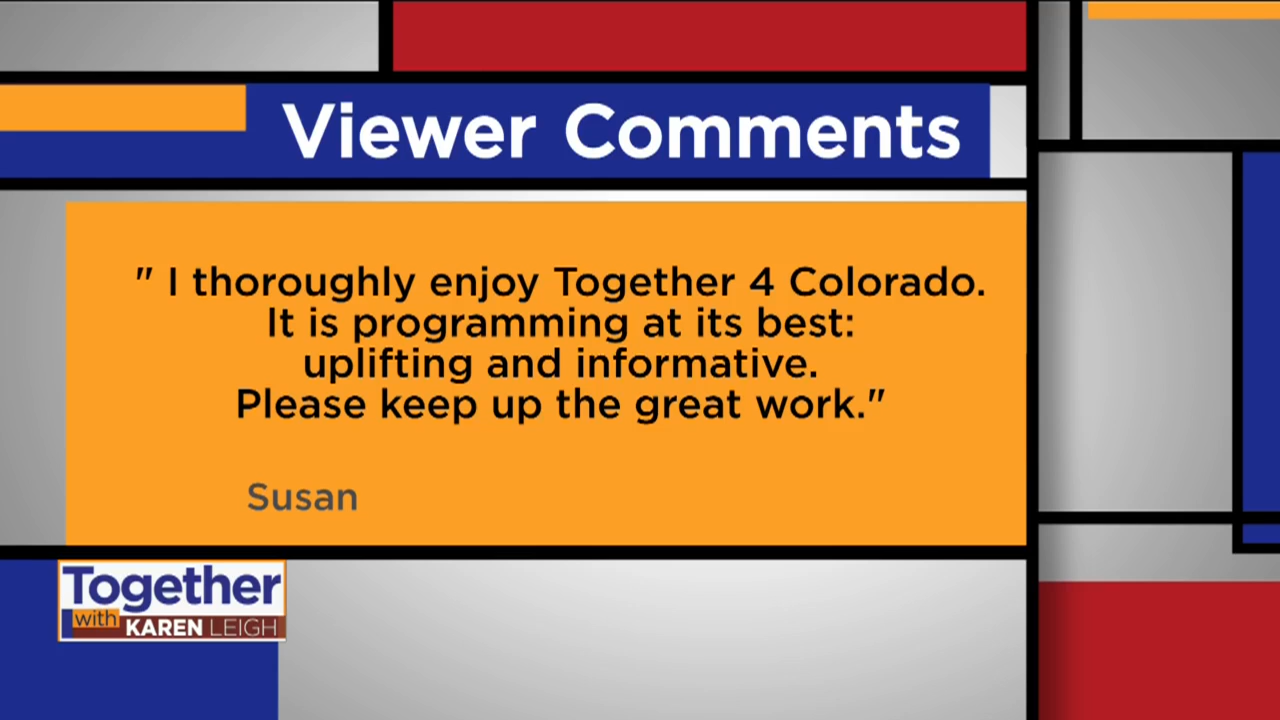 Viewer Comments
" I thoroughly enjoy Together 4 Colorado.
It is programming at its best:
uplifting and informative.
Please keep up the great work."
Susan
Together
with KAREN LEIGH